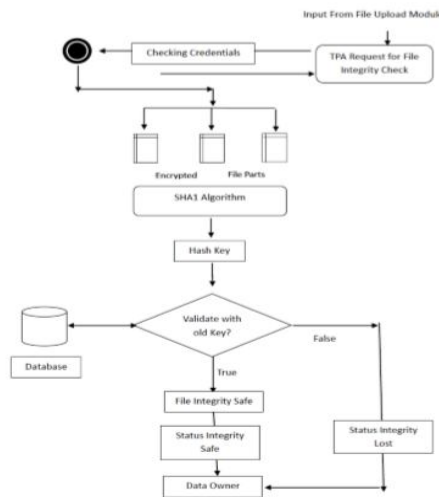 Input From File Upload Module
Checking Credentials
TPA Request for File
Integrity Check
Encrypted
File Parts
SHA1 Algorithm
Hash Key
Validate with
old Key?
False
Database
True
File Integrity Safe
Status Integrity
Safe
Status Integrity
Lost
Data Owner